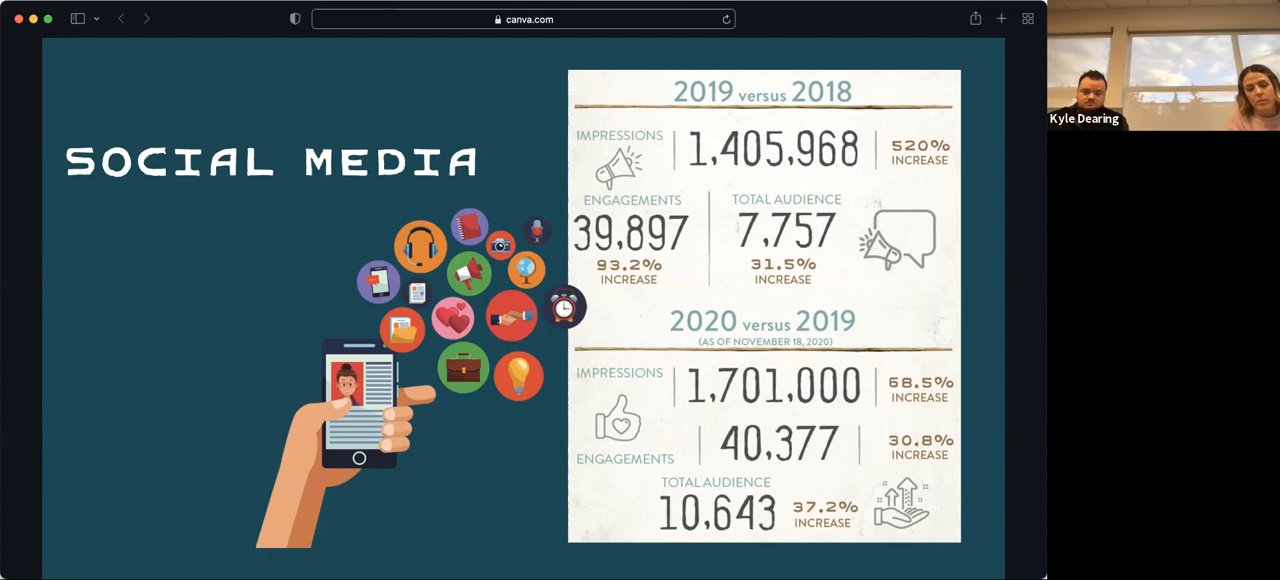 canva.com
SOCIAL MEDIA
2019 versus 2018
IMPRESSIONS
1,405,968
520%
INCREASE
ENGAGEMENTS
39,897
93.2%
INCREASE
TOTAL AUDIENCE
7,757
31.5%
INCREASE
2020 versus 2019
(AS OF NOVEMBER 18, 2020)
IMPRESSIONS
1,701,000
68.5%
INCREASE
ENGAGEMENTS
40,377
30.8%
INCREASE
TOTAL AUDIENCE
10,643
37.2%
INCREASE
Kyle Dearing